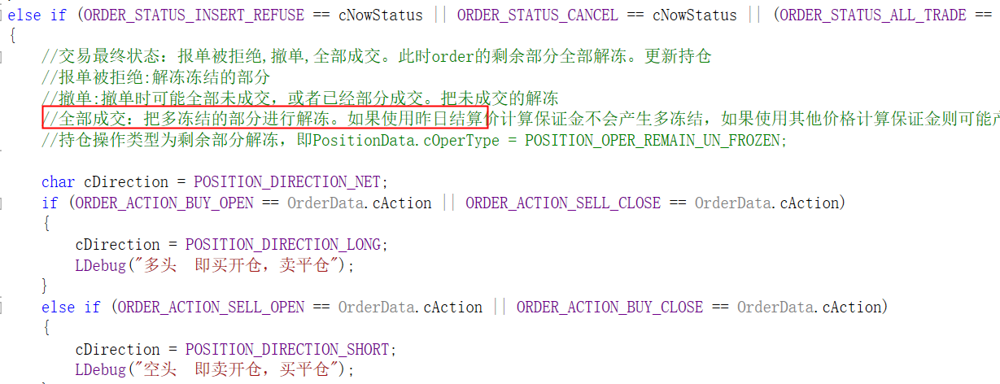 else if (ORDER_STATUS_INSERT_REFUSE == cNowStatus || ORDER_STATUS_CANCEL == cNowStatus || (ORDER_STATUS_ALL_TRADE ==
{
//交易最终状态：报单被拒绝,撤单,全部成交。此时order的剩余部分全部解冻。更新持仓
//报单被拒绝:解冻冻结的部分
//撤单:撤单时可能全部未成交，或者已经部分成交。把未成交的解冻
//全部成交：把多冻结的部分进行解冻。如果使用昨日结算价计算保证金不会产生多冻结，如果使用其他价格计算保证金则可能产
//持仓操作类型为剩余部分解冻，即PositionData.cOperType = POSITION_OPER_REMAIN_UN_FROZEN;
char cDirection = POSITION_DIRECTION_NET;
if (ORDER_ACTION_BUY_OPEN == OrderData.cAction || ORDER_ACTION_SELL_CLOSE == OrderData.cAction)
{
cDirection = POSITION_DIRECTION_LONG;
LDebug("多头  即买开仓，卖平仓");
}
else if (ORDER_ACTION_SELL_OPEN == OrderData.cAction || ORDER_ACTION_BUY_CLOSE == OrderData.cAction)
{
cDirection = POSITION_DIRECTION_SHORT;
LDebug("空头  即卖开仓，买平仓");